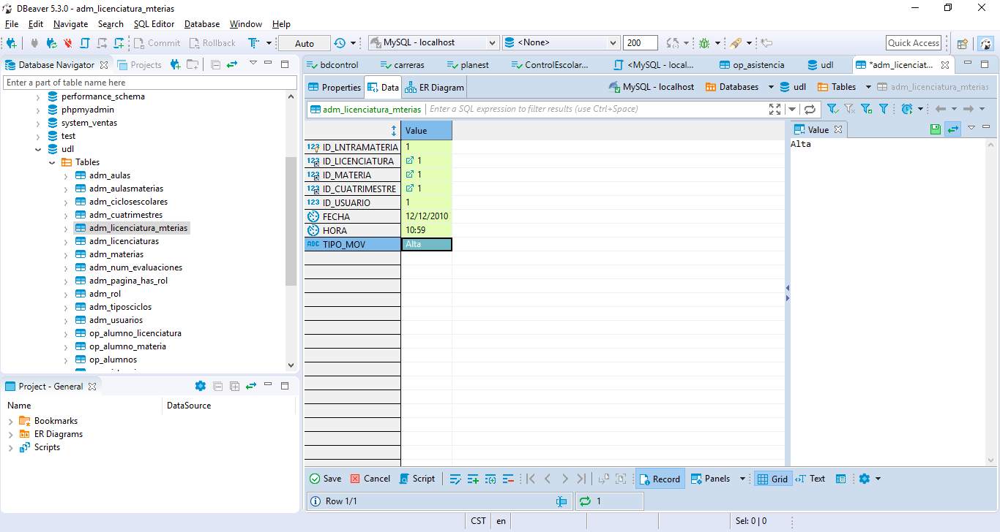 DBeaver 5.3.0 - adm_licenciatura_mterias
File Edit Navigate Search SQL Editor Database Window Help
Commit Rollback Auto MySQL - localhost <None> 200 Quick Access
Database Navigator Projects
Enter a part of table name here
performance_schema
phpmyadmin
system_ventas
test
udl
Tables
adm_aulas
adm_aulasmaterias
adm_ciclosescolares
adm_cuatrimestres
adm_licenciatura_mterias
adm_licenciaturas
adm_materias
adm_num_evaluaciones
adm_pagina_has_rol
adm_rol
adm_tiposciclos
adm_usuarios
op_alumno_licenciatura
op_alumno_materia
op_alumnos
Project - General
Name DataSource
Bookmarks
ER Diagrams
Scripts
bdcontrol carreras planest ControlEscolar... <MySQL - local... op_asistencia udl *adm_licenciat...
Properties Data ER Diagram MySQL - localhost Databases udl Tables adm_licenciatura_mterias
adm_licenciatura_mterias Enter a SQL expression to filter results (use Ctrl+Space)
Value
123 ID_LNTRAMATERIA 1
123 ID_LICENCIATURA 1
123 ID_MATERIA 1
123 ID_CUATRIMESTRE 1
123 ID_USUARIO 1
FECHA 12/12/2010
HORA 10:59
ABC TIPO_MOV Alta
Value
Alta
Save Cancel Script Record Panels Grid Text
Row 1/1 1
CST en Sel: 0 | 0